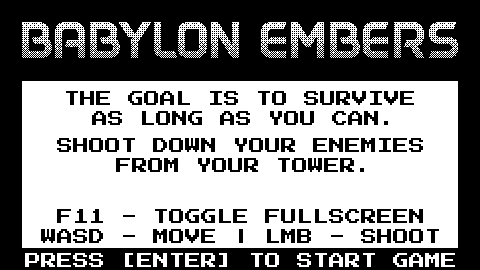 BABYLON EMBERS
THE GOAL IS TO SURVIVE
AS LONG AS YOU CAN.
SHOOT DOWN YOUR ENEMIES
FROM YOUR TOWER.
F11 - TOGGLE FULLSCREEN
WASD - MOVE | LMB - SHOOT
PRESS [ENTER] TO START GAME